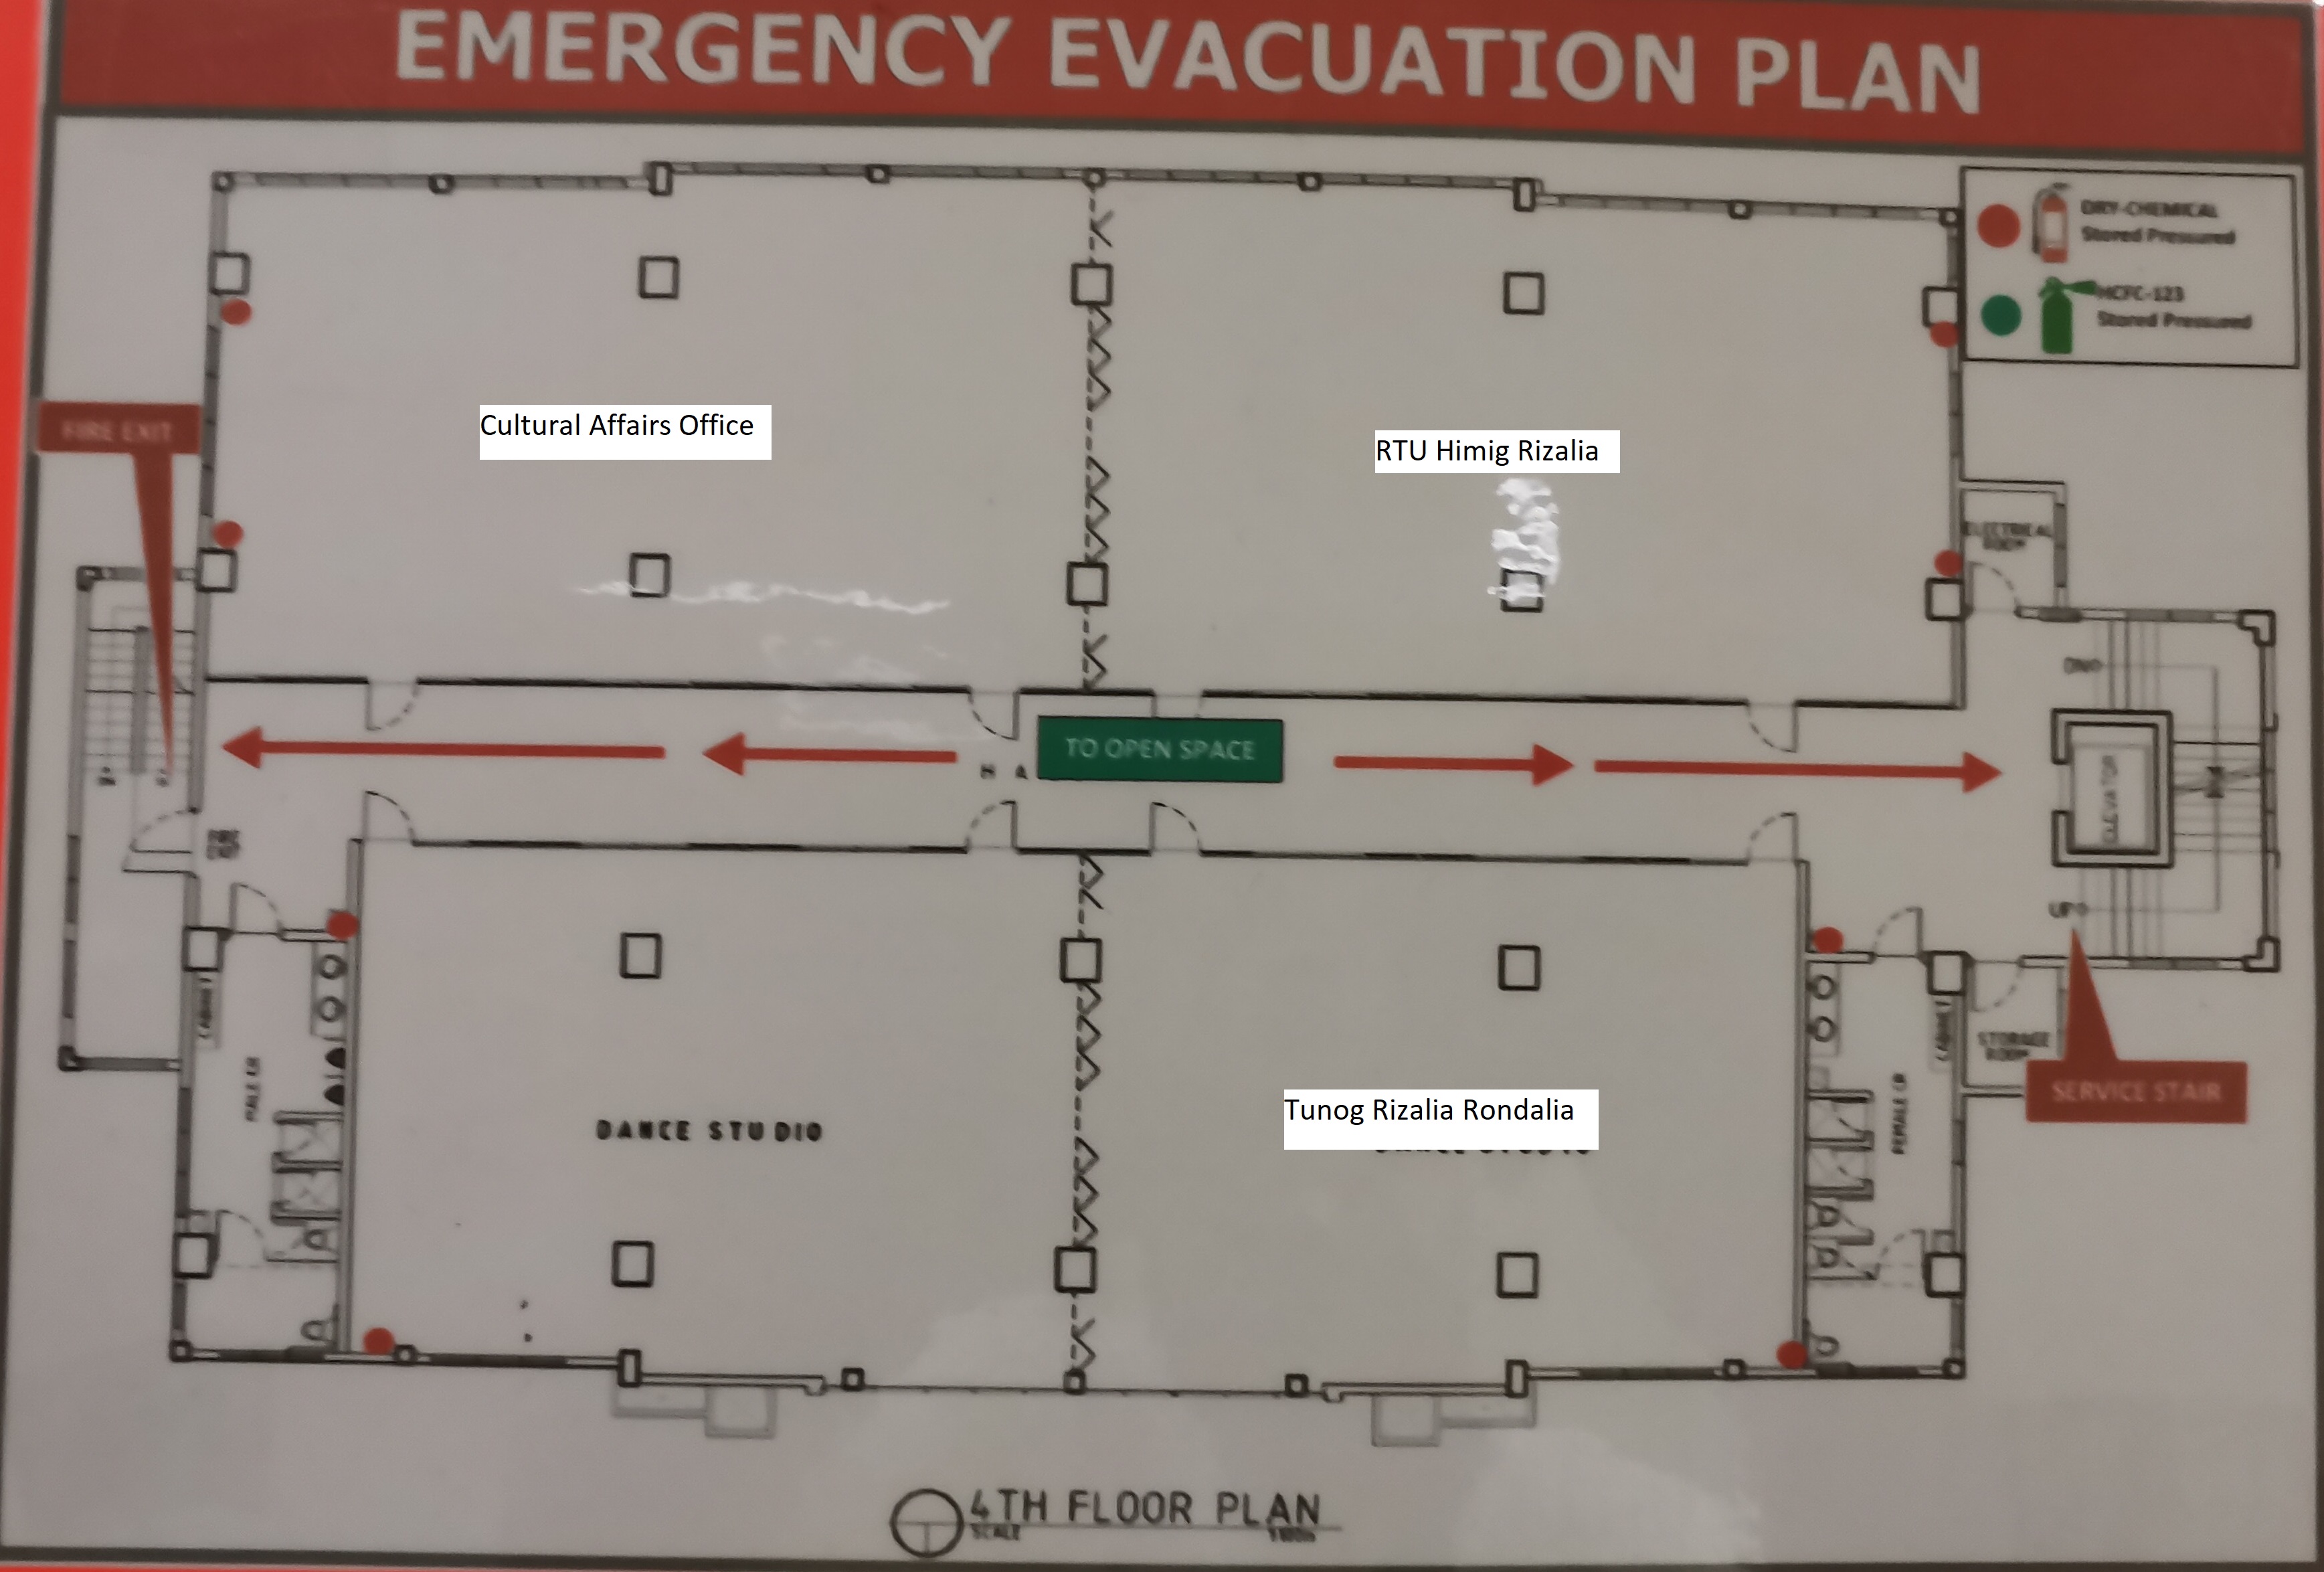 EMERGENCY EVACUATION PLAN
DRY-CHEMICAL
Stored Pressured
HCFC-123
Stored Pressured
FIRE EXIT
Cultural Affairs Office
RTU Himig Rizalia
ELECTRICAL
ROOM
DN
H A
TO OPEN SPACE
ELEVATOR
UP
CABINET
MALE CR
DANCE STUDIO
Tunog Rizalia Rondalia
FEMALE CR
CABINET
STORAGE
ROOM
SERVICE STAIR
4TH FLOOR PLAN
SCALE